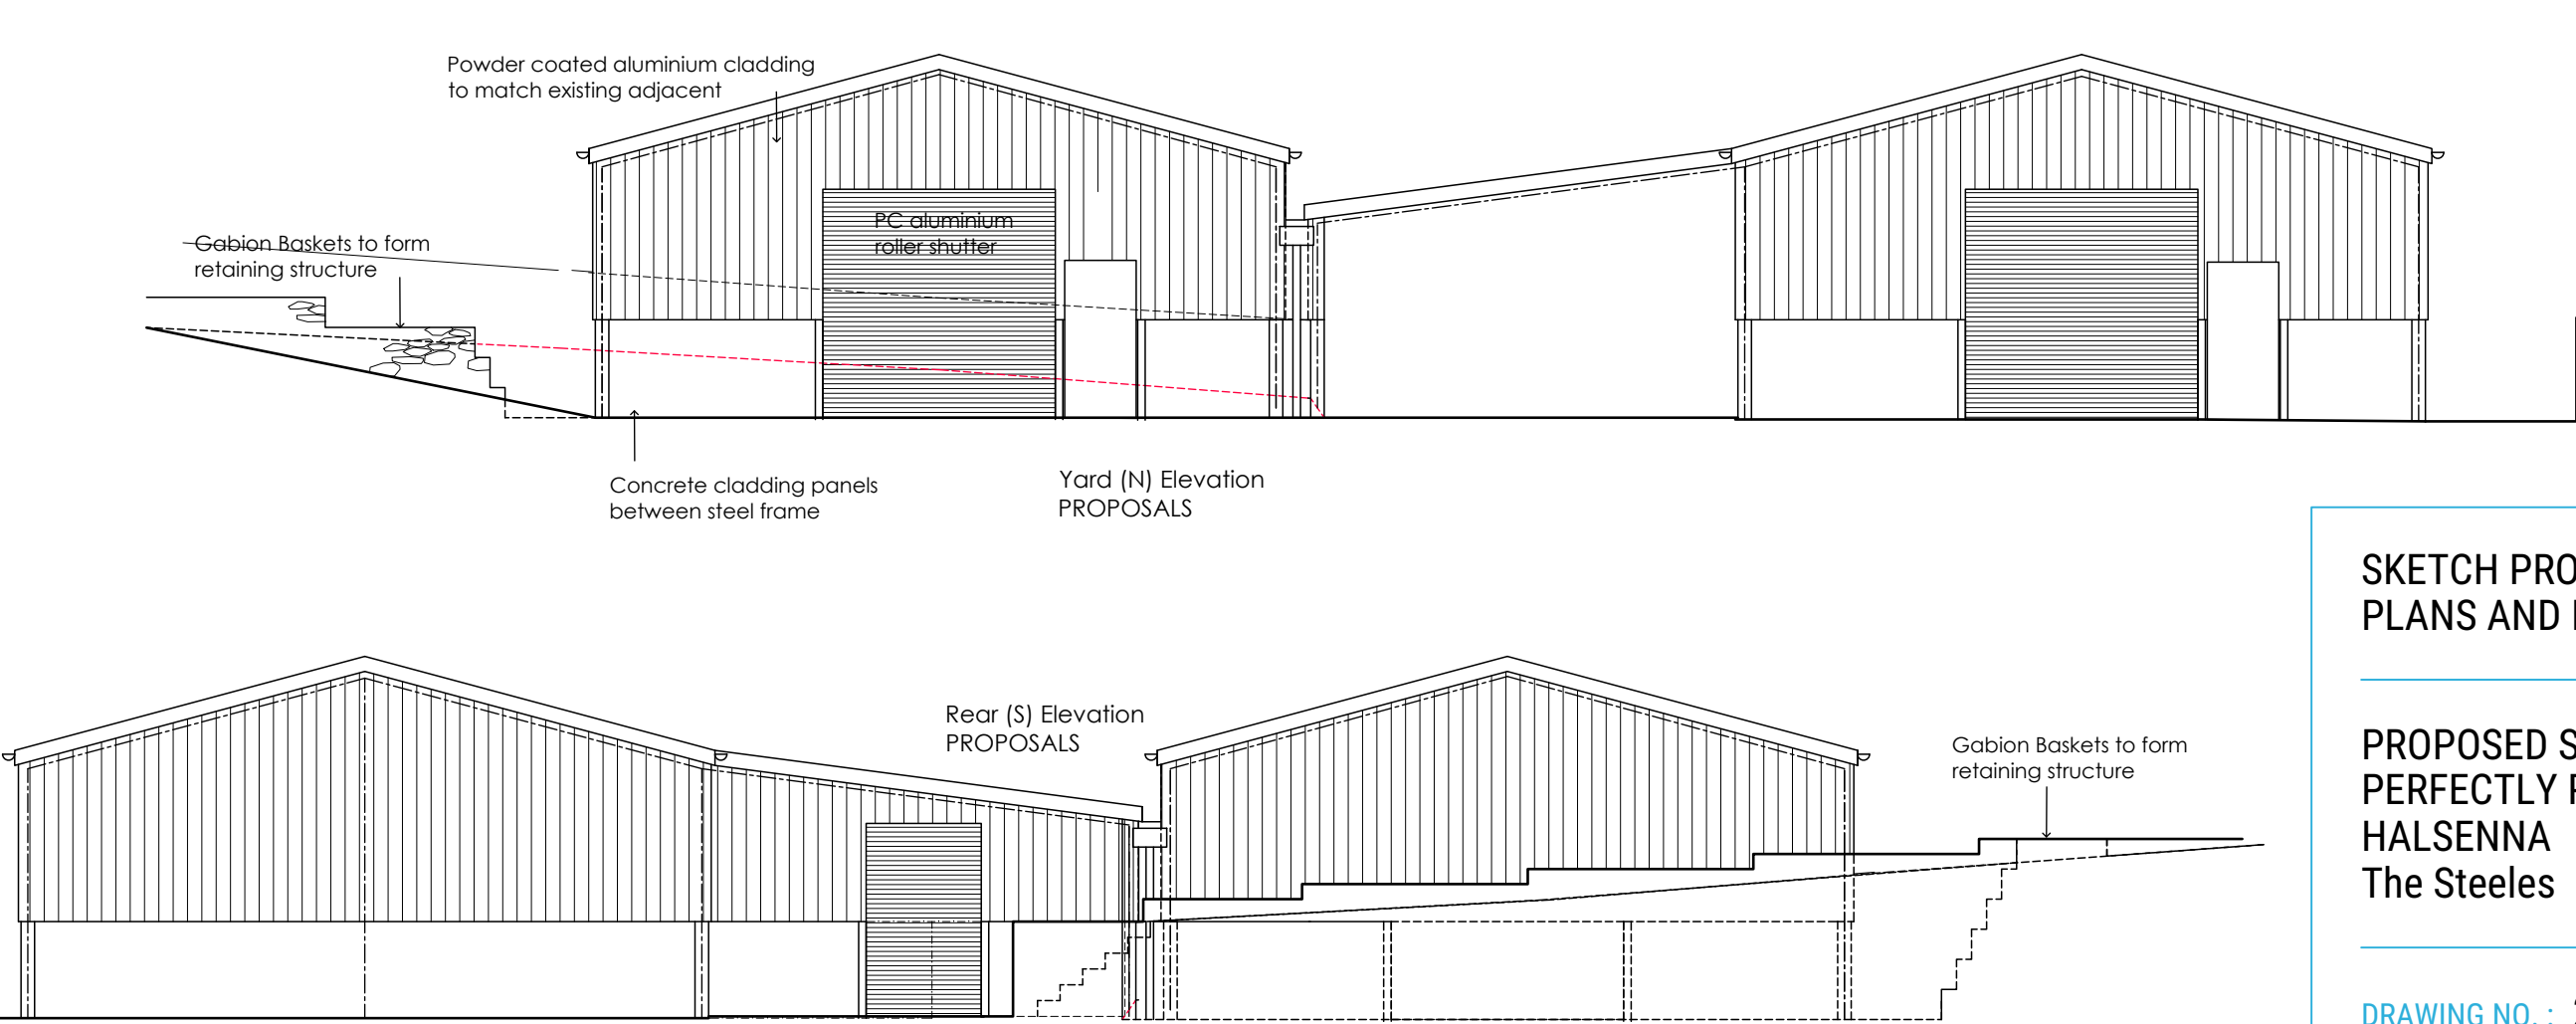 Powder coated aluminium cladding
to match existing adjacent
PC aluminium
roller shutter
Gabion Baskets to form
retaining structure
Concrete cladding panels
between steel frame
Yard (N) Elevation
PROPOSALS
Rear (S) Elevation
PROPOSALS
Gabion Baskets to form
retaining structure
SKETCH PRO
PLANS AND
PROPOSED S
PERFECTLY
HALSENNA
The Steeles
DRAWING NO. :